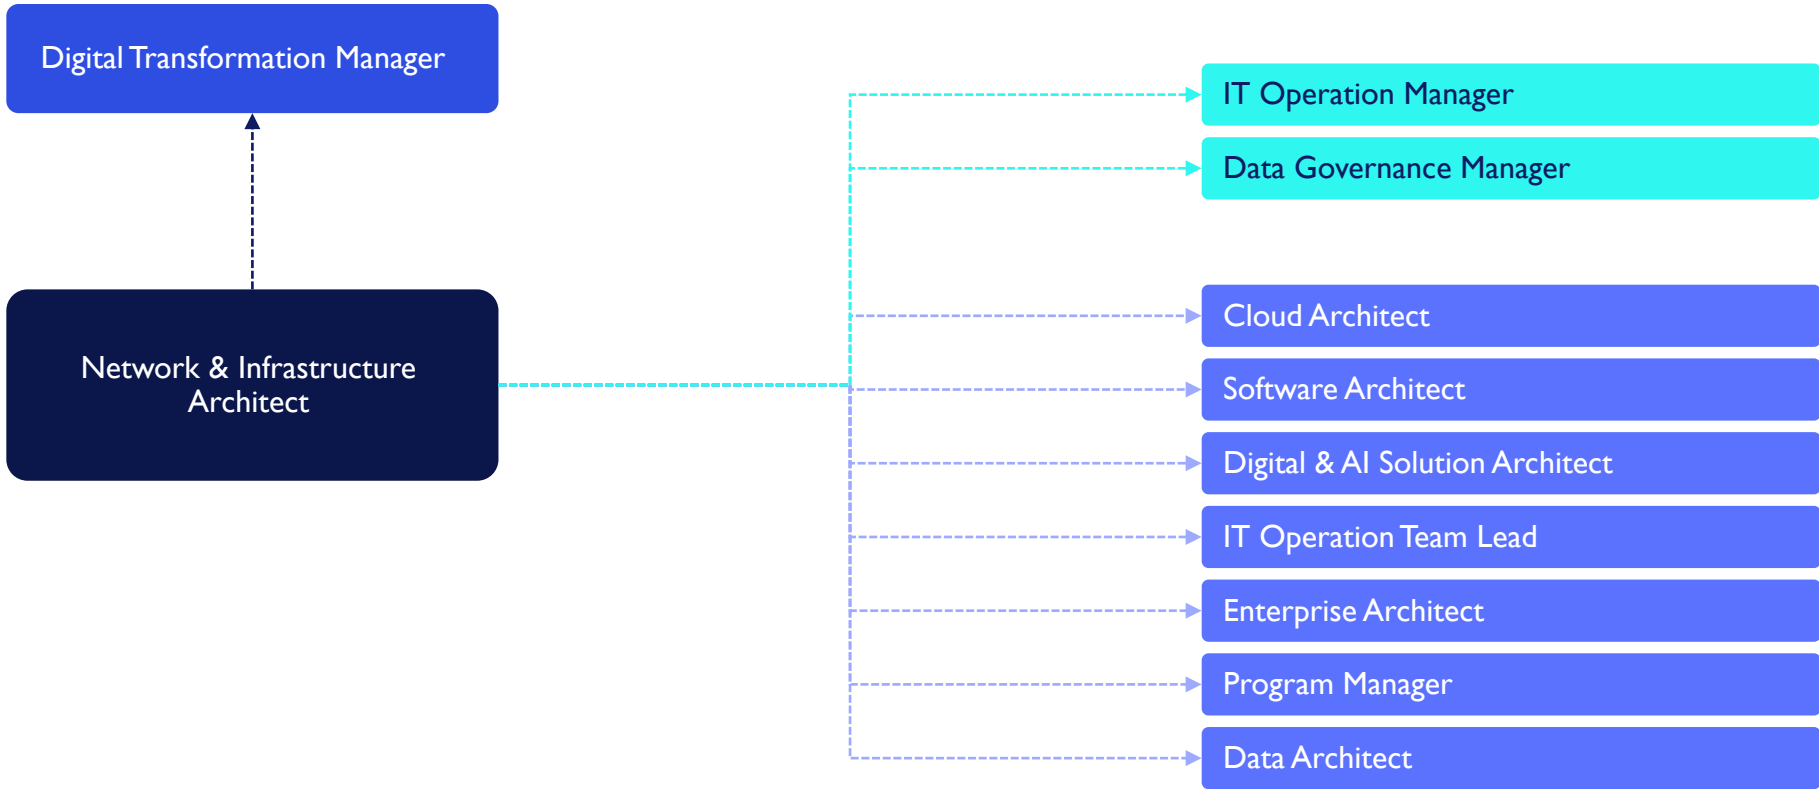 Digital Transformation Manager
Network & Infrastructure
Architect
IT Operation Manager
Data Governance Manager
Cloud Architect
Software Architect
Digital & AI Solution Architect
IT Operation Team Lead
Enterprise Architect
Program Manager
Data Architect